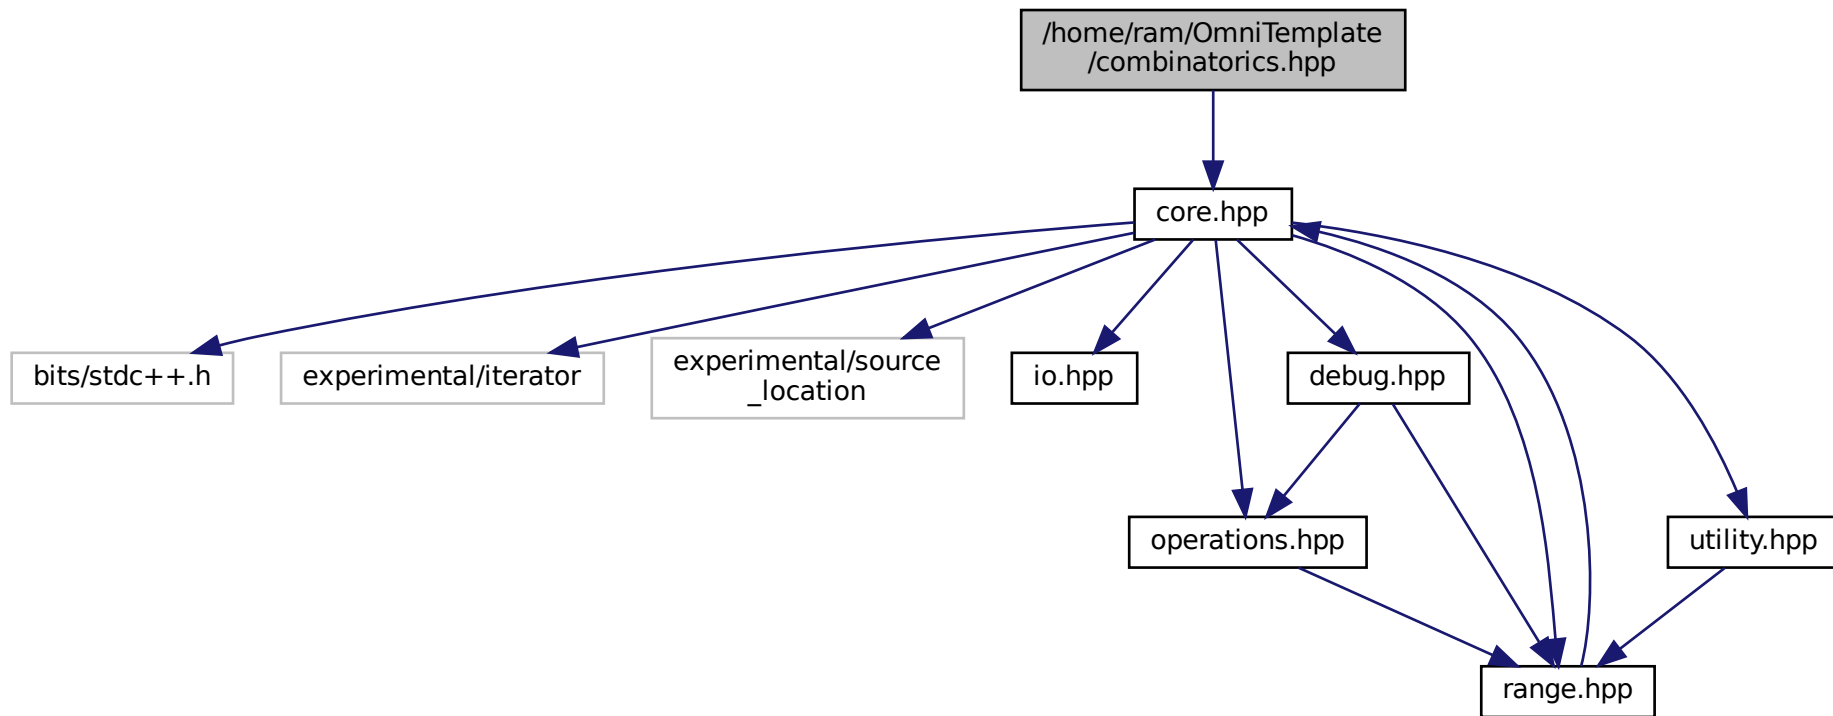 /home/ram/OmniTemplate
/combinatorics.hpp
core.hpp
bits/stdc++.h
experimental/iterator
experimental/source
_location
io.hpp
debug.hpp
operations.hpp
utility.hpp
range.hpp